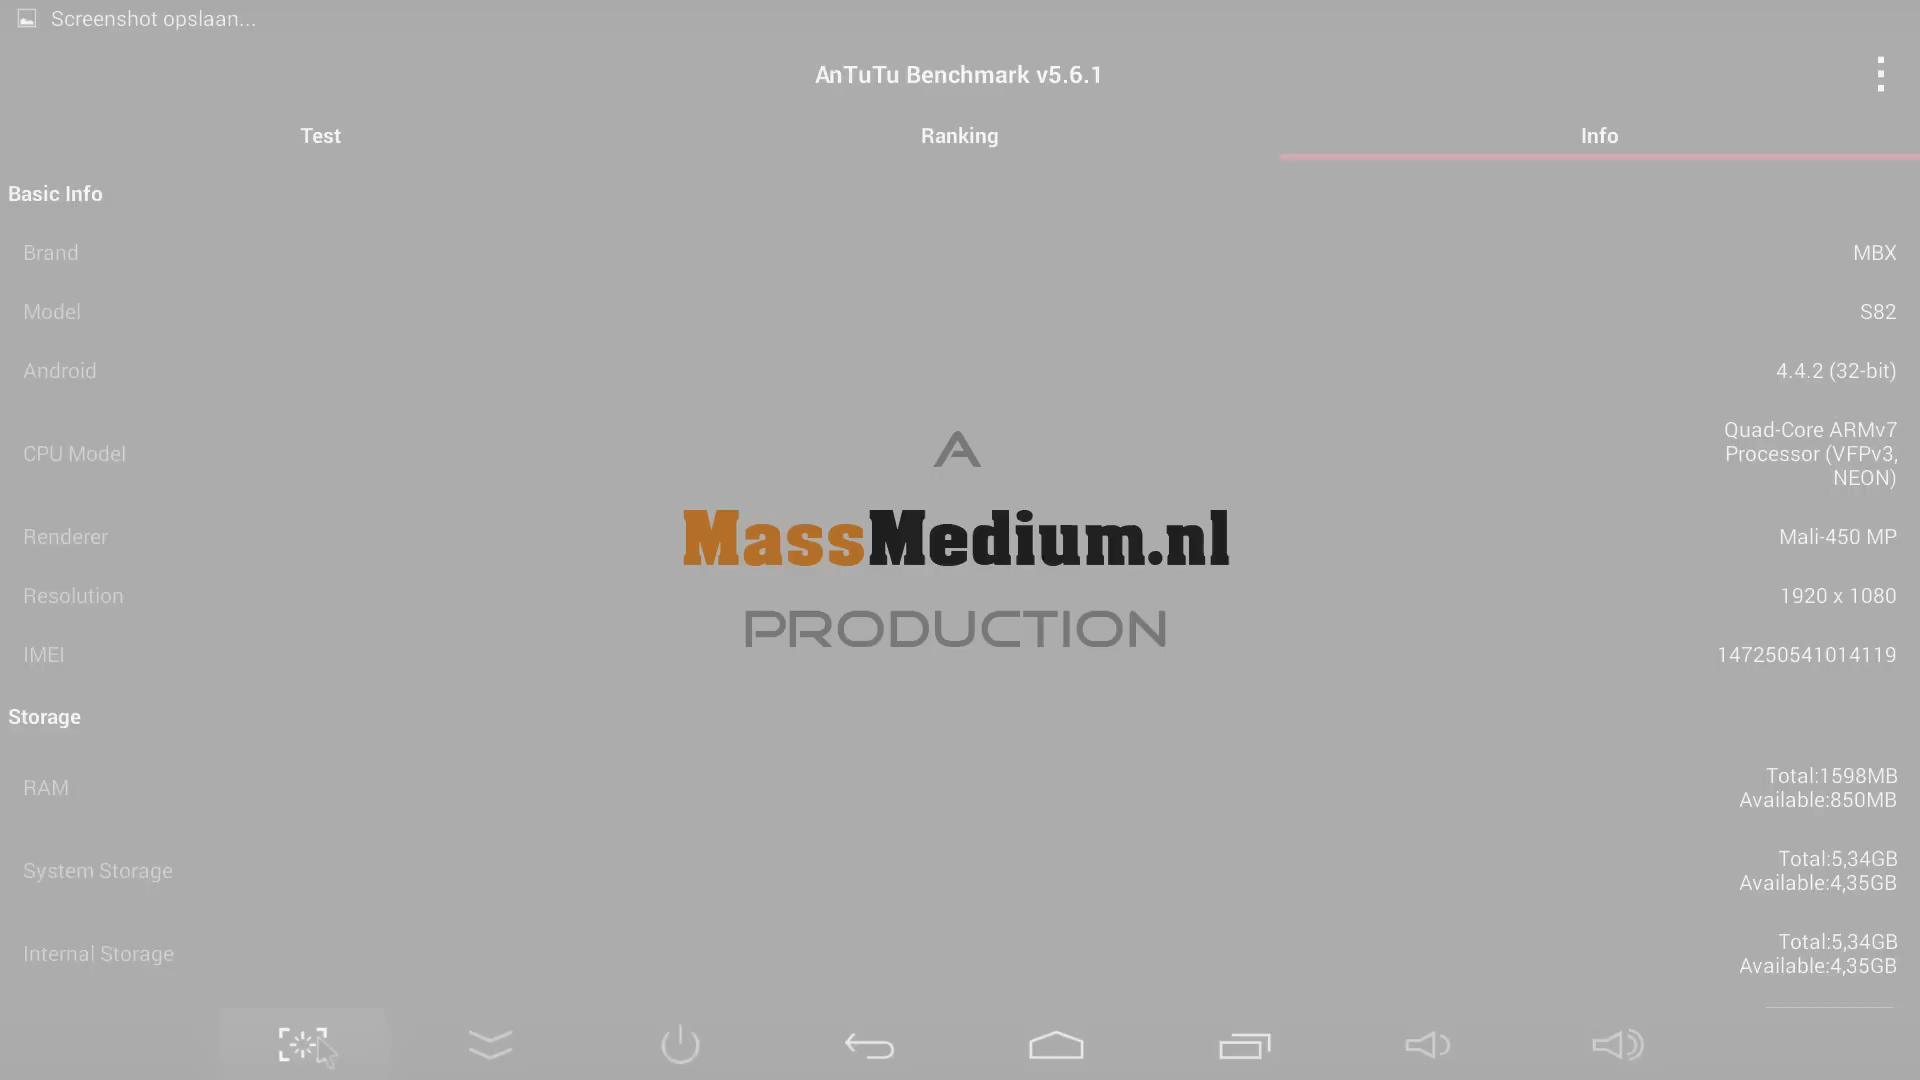 Screenshot opslaan...
AnTuTu Benchmark v5.6.1
Test Ranking Info
Basic Info
Brand MBX
Model S82
Android 4.4.2 (32-bit)
CPU Model Quad-Core ARMv7
Processor (VFPv3,
NEON)
Renderer Mali-450 MP
Resolution 1920 x 1080
IMEI 147250541014119
A
MassMedium.nl
PRODUCTION
Storage
RAM Total:1598MB
Available:850MB
System Storage Total:5,34GB
Available:4,35GB
Internal Storage Total:5,34GB
Available:4,35GB